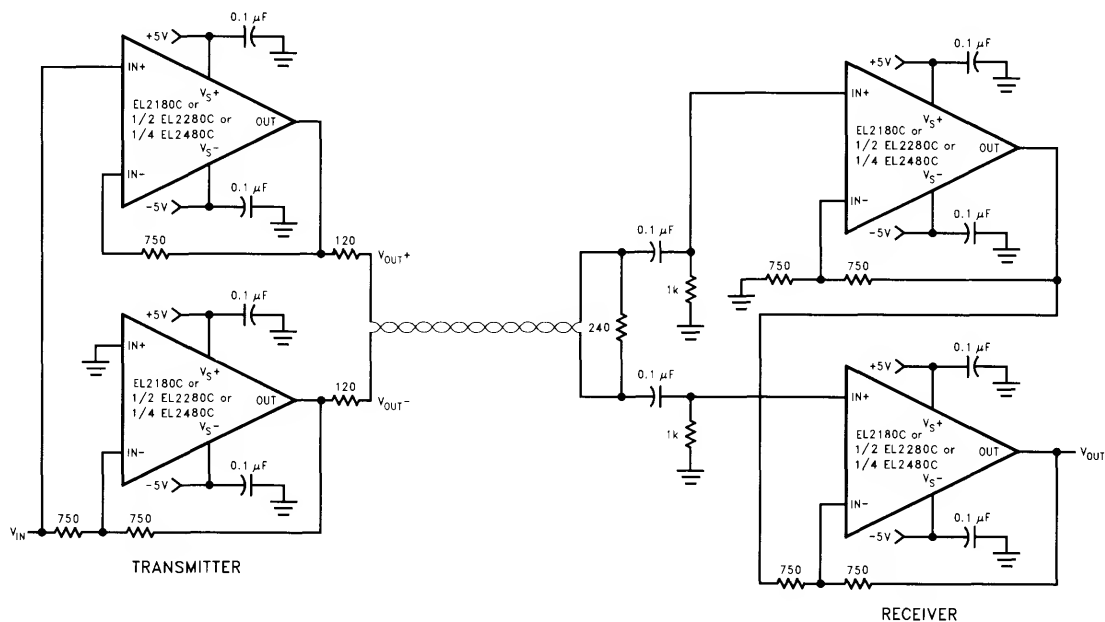 0.1 µF
+5V
IN+
VS+
EL2180C or
1/2 EL2280C or
1/4 EL2480C
OUT
VS-
IN-
0.1 µF
-5V
750
120
VOUT+
0.1 µF
+5V
IN+
VS+
EL2180C or
1/2 EL2280C or
1/4 EL2480C
OUT
120
VOUT-
VS-
IN-
0.1 µF
-5V
750
750
VIN
TRANSMITTER
0.1 µF
1k
240
0.1 µF
1k
0.1 µF
+5V
IN+
VS+
EL2180C or
1/2 EL2280C or
1/4 EL2480C
OUT
VS-
IN-
0.1 µF
-5V
750
750
0.1 µF
+5V
IN+
VS+
EL2180C or
1/2 EL2280C or
1/4 EL2480C
OUT
VOUT
VS-
IN-
0.1 µF
-5V
750
750
RECEIVER